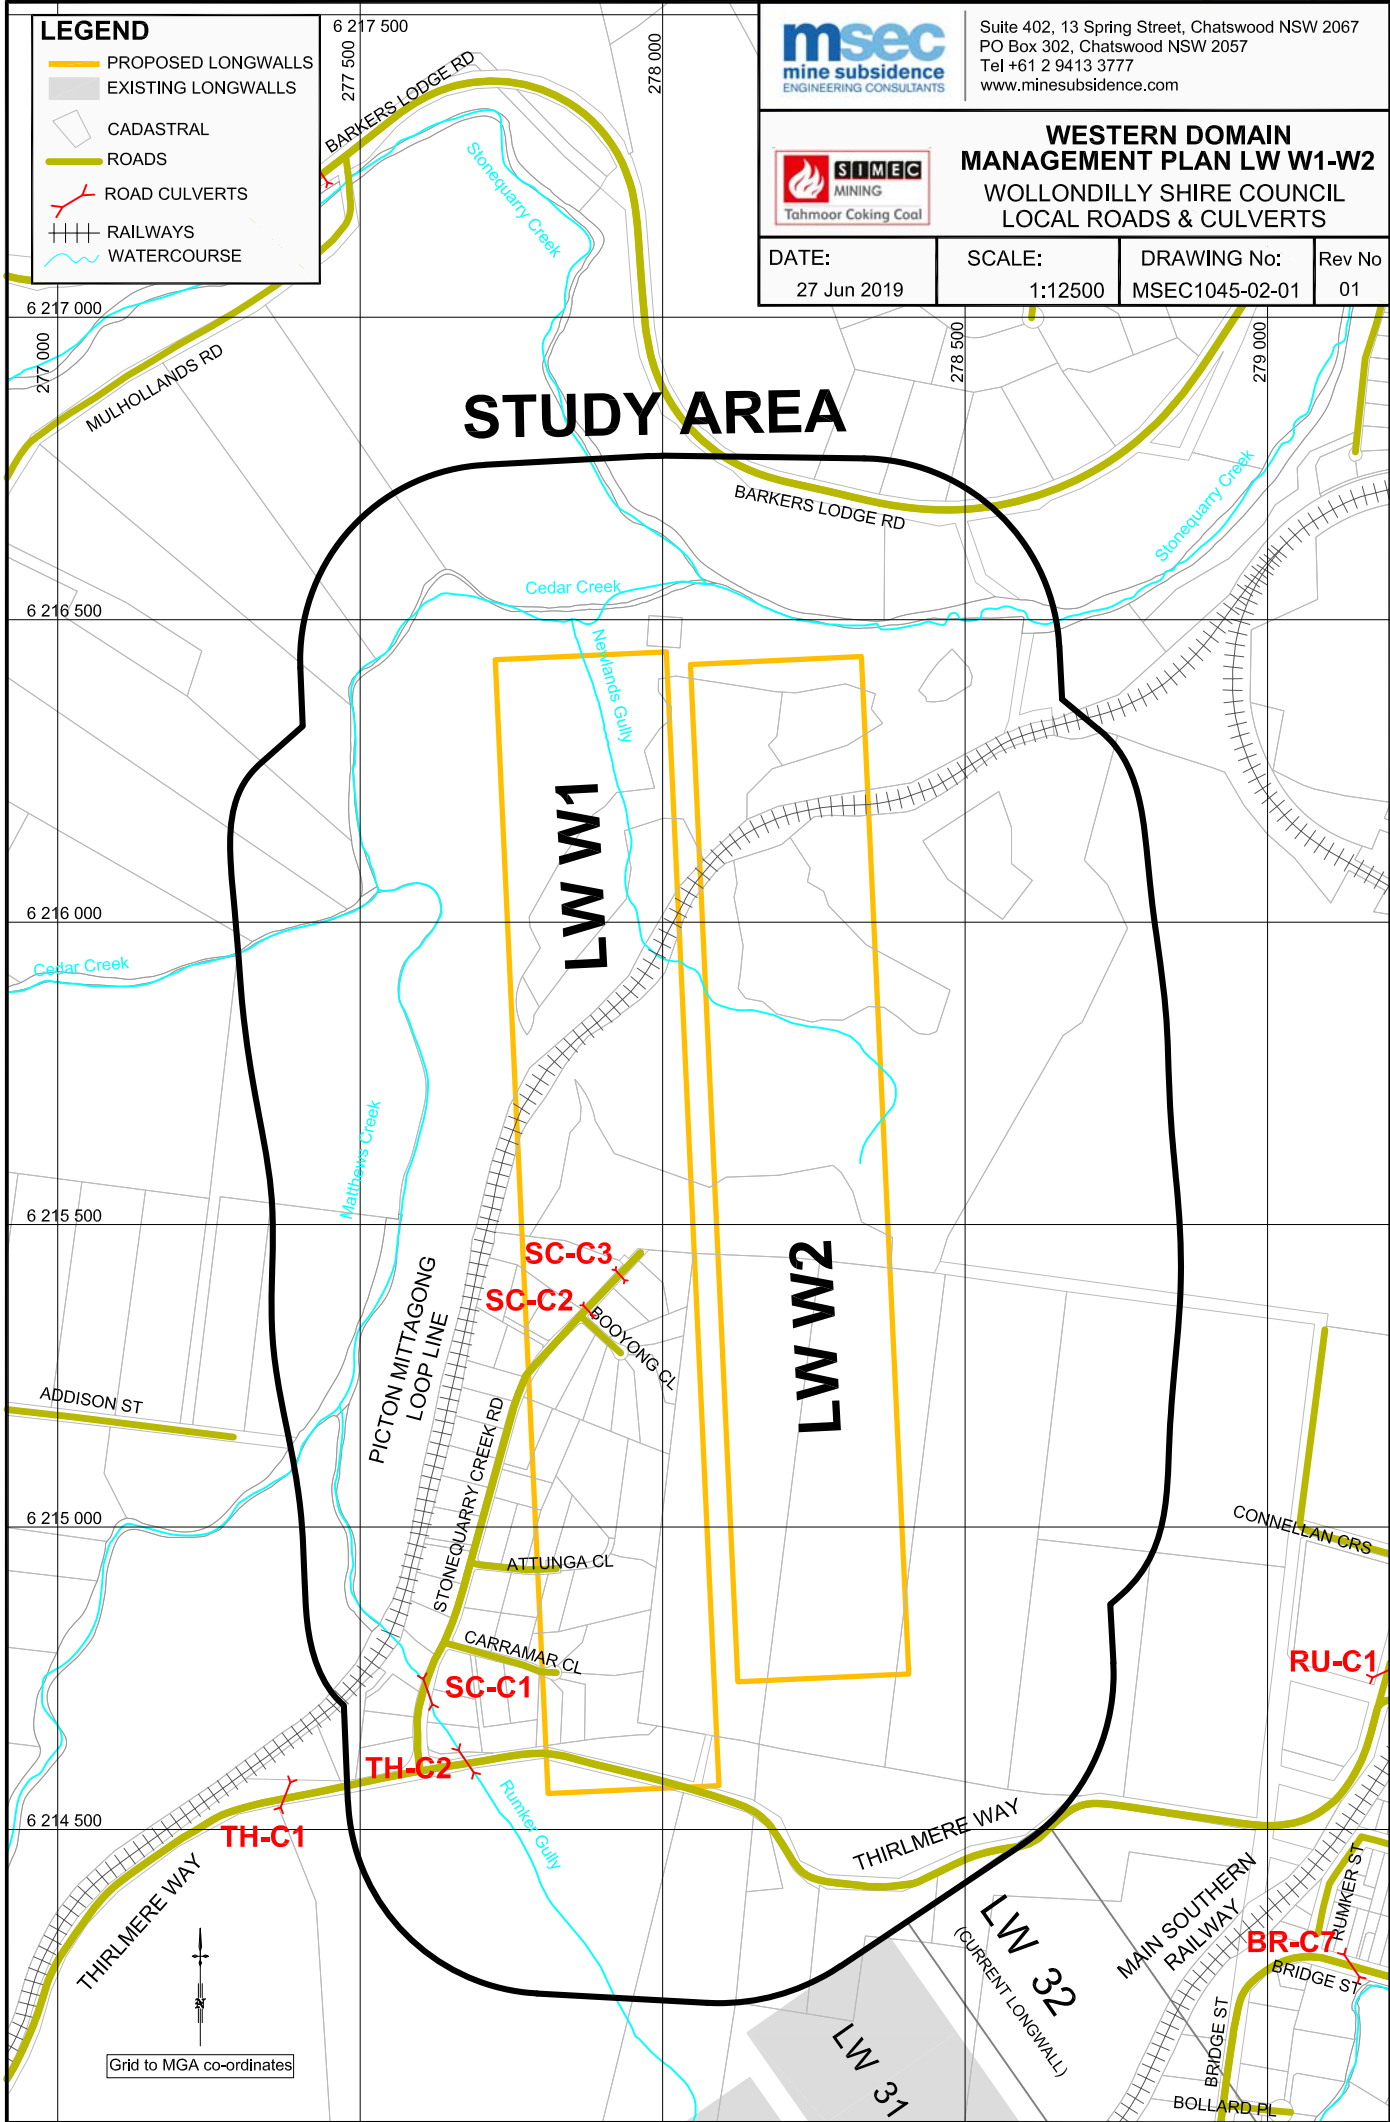 LEGEND
PROPOSED LONGWALLS
EXISTING LONGWALLS
CADASTRAL
ROADS
ROAD CULVERTS
RAILWAYS
WATERCOURSE
6 217 500
277 500
278 000
BARKERS LODGE RD
Stonequarry Creek
msec
mine subsidence
ENGINEERING CONSULTANTS
Suite 402, 13 Spring Street, Chatswood NSW 2067
PO Box 302, Chatswood NSW 2057
Tel +61 2 9413 3777
www.minesubsidence.com
SIMEC
MINING
Tahmoor Coking Coal
WESTERN DOMAIN
MANAGEMENT PLAN LW W1-W2
WOLLONDILLY SHIRE COUNCIL
LOCAL ROADS & CULVERTS
DATE:
27 Jun 2019
SCALE:
1:12500
DRAWING No:
MSEC1045-02-01
Rev No
01
6 217 000
277 000
278 500
279 000
MULHOLLANDS RD
STUDY AREA
BARKERS LODGE RD
Stonequarry Creek
Cedar Creek
6 216 500
Newlands Gully
LW W1
6 216 000
Cedar Creek
Matthews Creek
6 215 500
SC-C3
SC-C2
BOOYONG CL
PICTON MITTAGONG
LOOP LINE
LW W2
ADDISON ST
STONEQUARRY CREEK RD
6 215 000
CONNELLAN CRS
ATTUNGA CL
CARRAMAR CL
SC-C1
RU-C1
TH-C2
TH-C1
6 214 500
Rumker Gully
THIRLMERE WAY
THIRLMERE WAY
LW 32
(CURRENT LONGWALL)
MAIN SOUTHERN
RAILWAY
RUMKER ST
BR-C7
BRIDGE ST
BRIDGE ST
BOLLARD PL
LW 31
N
Grid to MGA co-ordinates